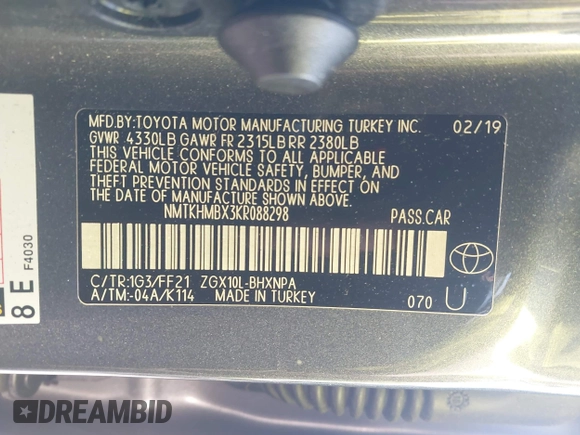 MFD.BY:TOYOTA MOTOR MANUFACTURING TURKEY INC. 02/19
GVWR 4330LB GAWR FR 2315LB RR 2380LB
THIS VEHICLE CONFORMS TO ALL APPLICABLE
FEDERAL MOTOR VEHICLE SAFETY, BUMPER, AND
THEFT PREVENTION STANDARDS IN EFFECT ON
THE DATE OF MANUFACTURE SHOWN ABOVE.
NMTKHMBX3KR088298 PASS.CAR
C/TR:1G3/FF21 ZGX10L-BHXNPA
A/TM:-04A/K114 MADE IN TURKEY 070 U
8 E F4030
DREAMBID